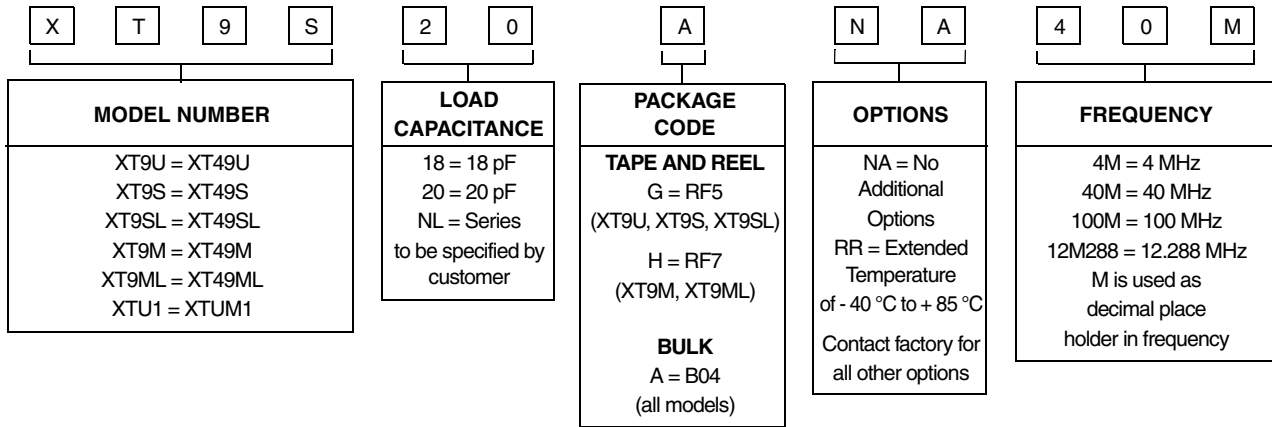 X T 9 S 2 0 A N A 4 0 M
MODEL NUMBER
XT9U = XT49U
XT9S = XT49S
XT9SL = XT49SL
XT9M = XT49M
XT9ML = XT49ML
XTU1 = XTUM1
LOAD
CAPACITANCE
18 = 18 pF
20 = 20 pF
NL = Series
to be specified by
customer
PACKAGE
CODE
TAPE AND REEL
G = RF5
(XT9U, XT9S, XT9SL)
H = RF7
(XT9M, XT9ML)
BULK
A = B04
(all models)
OPTIONS
NA = No
Additional
Options
RR = Extended
Temperature
of - 40 °C to + 85 °C
Contact factory for
all other options
FREQUENCY
4M = 4 MHz
40M = 40 MHz
100M = 100 MHz
12M288 = 12.288 MHz
M is used as
decimal place
holder in frequency